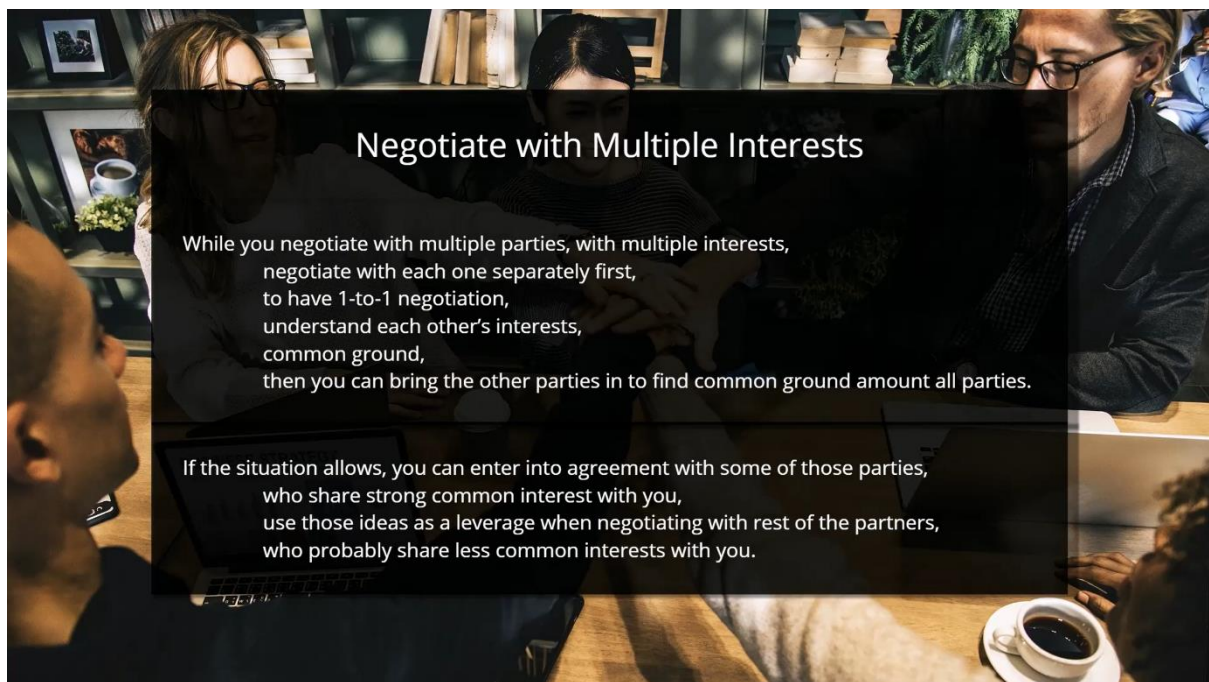 Negotiate with Multiple Interests
While you negotiate with multiple parties, with multiple interests,
negotiate with each one separately first,
to have 1-to-1 negotiation,
understand each other’s interests,
common ground,
then you can bring the other parties in to find common ground amount all parties.
If the situation allows, you can enter into agreement with some of those parties,
who share strong common interest with you,
use those ideas as a leverage when negotiating with rest of the partners,
who probably share less common interests with you.